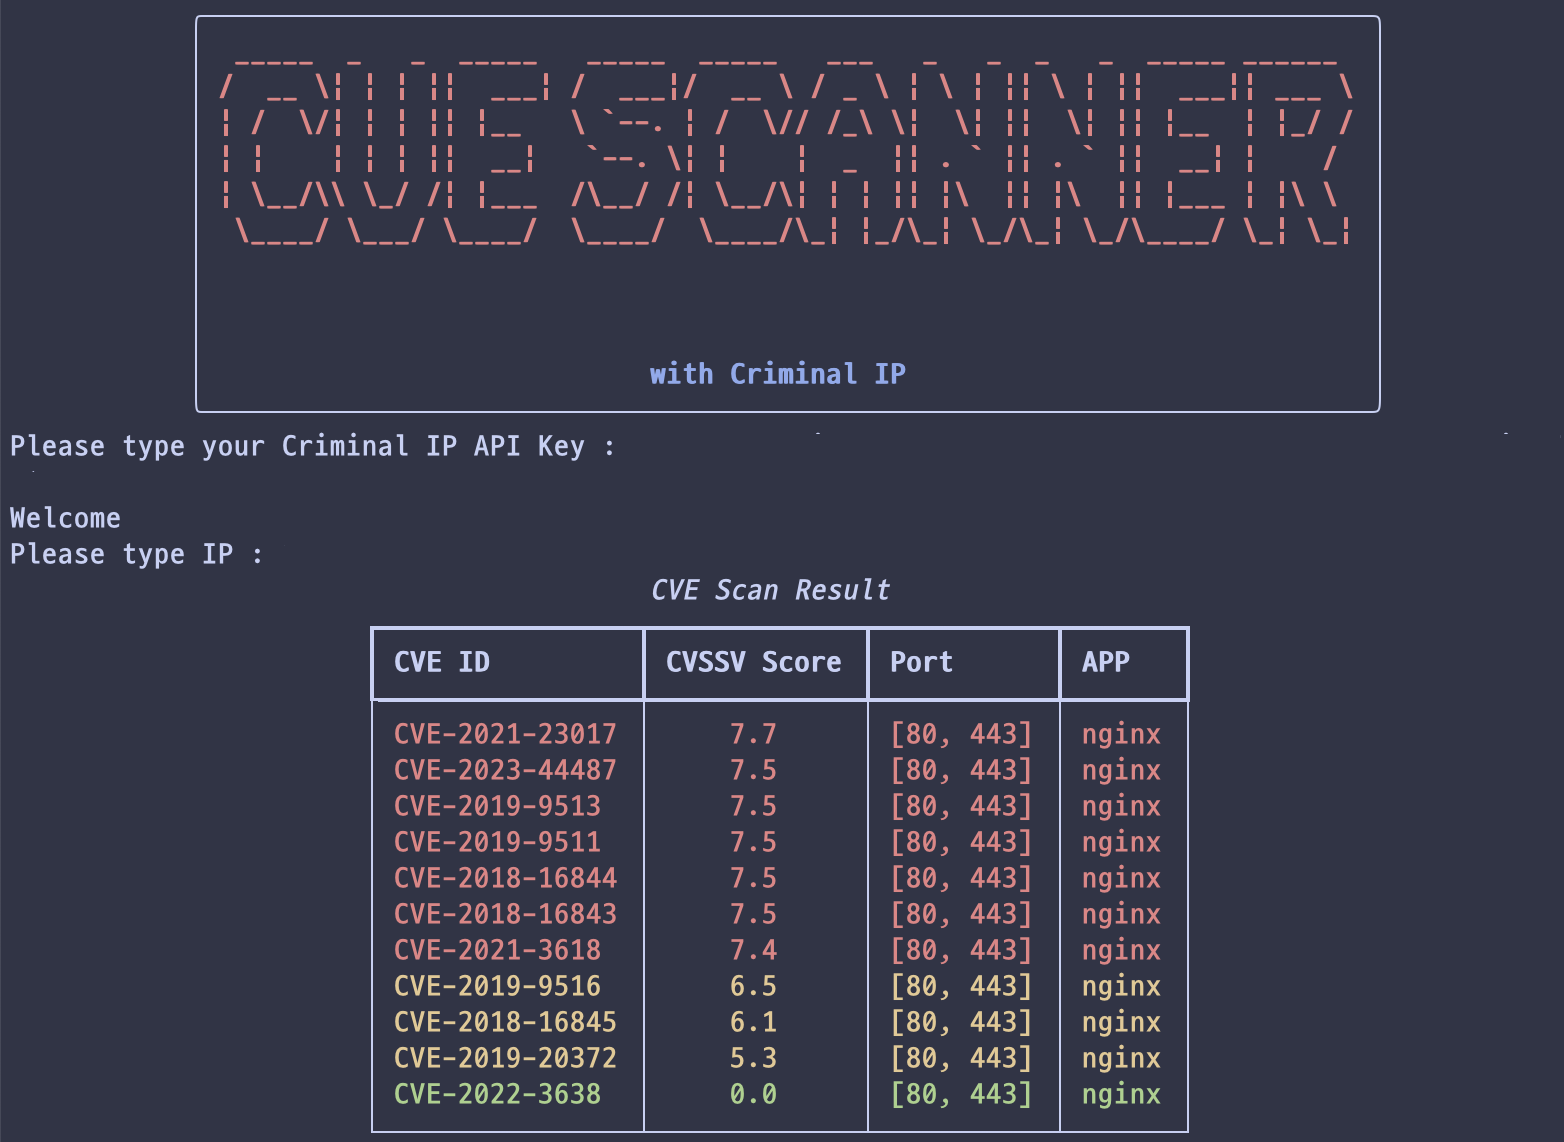 CVE SCANNER
with Criminal IP
Please type your Criminal IP API Key :
Welcome
Please type IP :
CVE Scan Result
CVE ID CVSSV Score Port APP
CVE-2021-23017 7.7 [80, 443] nginx
CVE-2023-44487 7.5 [80, 443] nginx
CVE-2019-9513 7.5 [80, 443] nginx
CVE-2019-9511 7.5 [80, 443] nginx
CVE-2018-16844 7.5 [80, 443] nginx
CVE-2018-16843 7.5 [80, 443] nginx
CVE-2021-3618 7.4 [80, 443] nginx
CVE-2019-9516 6.5 [80, 443] nginx
CVE-2018-16845 6.1 [80, 443] nginx
CVE-2019-20372 5.3 [80, 443] nginx
CVE-2022-3638 0.0 [80, 443] nginx